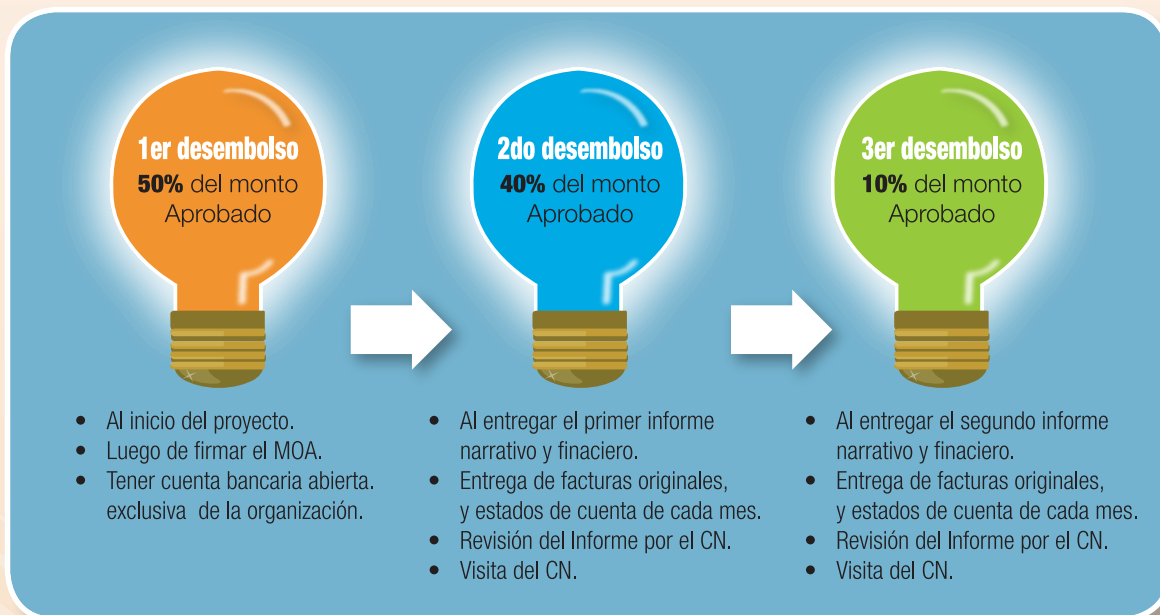 1er desembolso
50% del monto
Aprobado
• Al inicio del proyecto.
• Luego de firmar el MOA.
• Tener cuenta bancaria abierta.
exclusiva de la organización.
2do desembolso
40% del monto
Aprobado
• Al entregar el primer informe
narrativo y finaciero.
• Entrega de facturas originales,
y estados de cuenta de cada mes.
• Revisión del Informe por el CN.
• Visita del CN.
3er desembolso
10% del monto
Aprobado
• Al entregar el segundo informe
narrativo y finaciero.
• Entrega de facturas originales,
y estados de cuenta de cada mes.
• Revisión del Informe por el CN.
• Visita del CN.